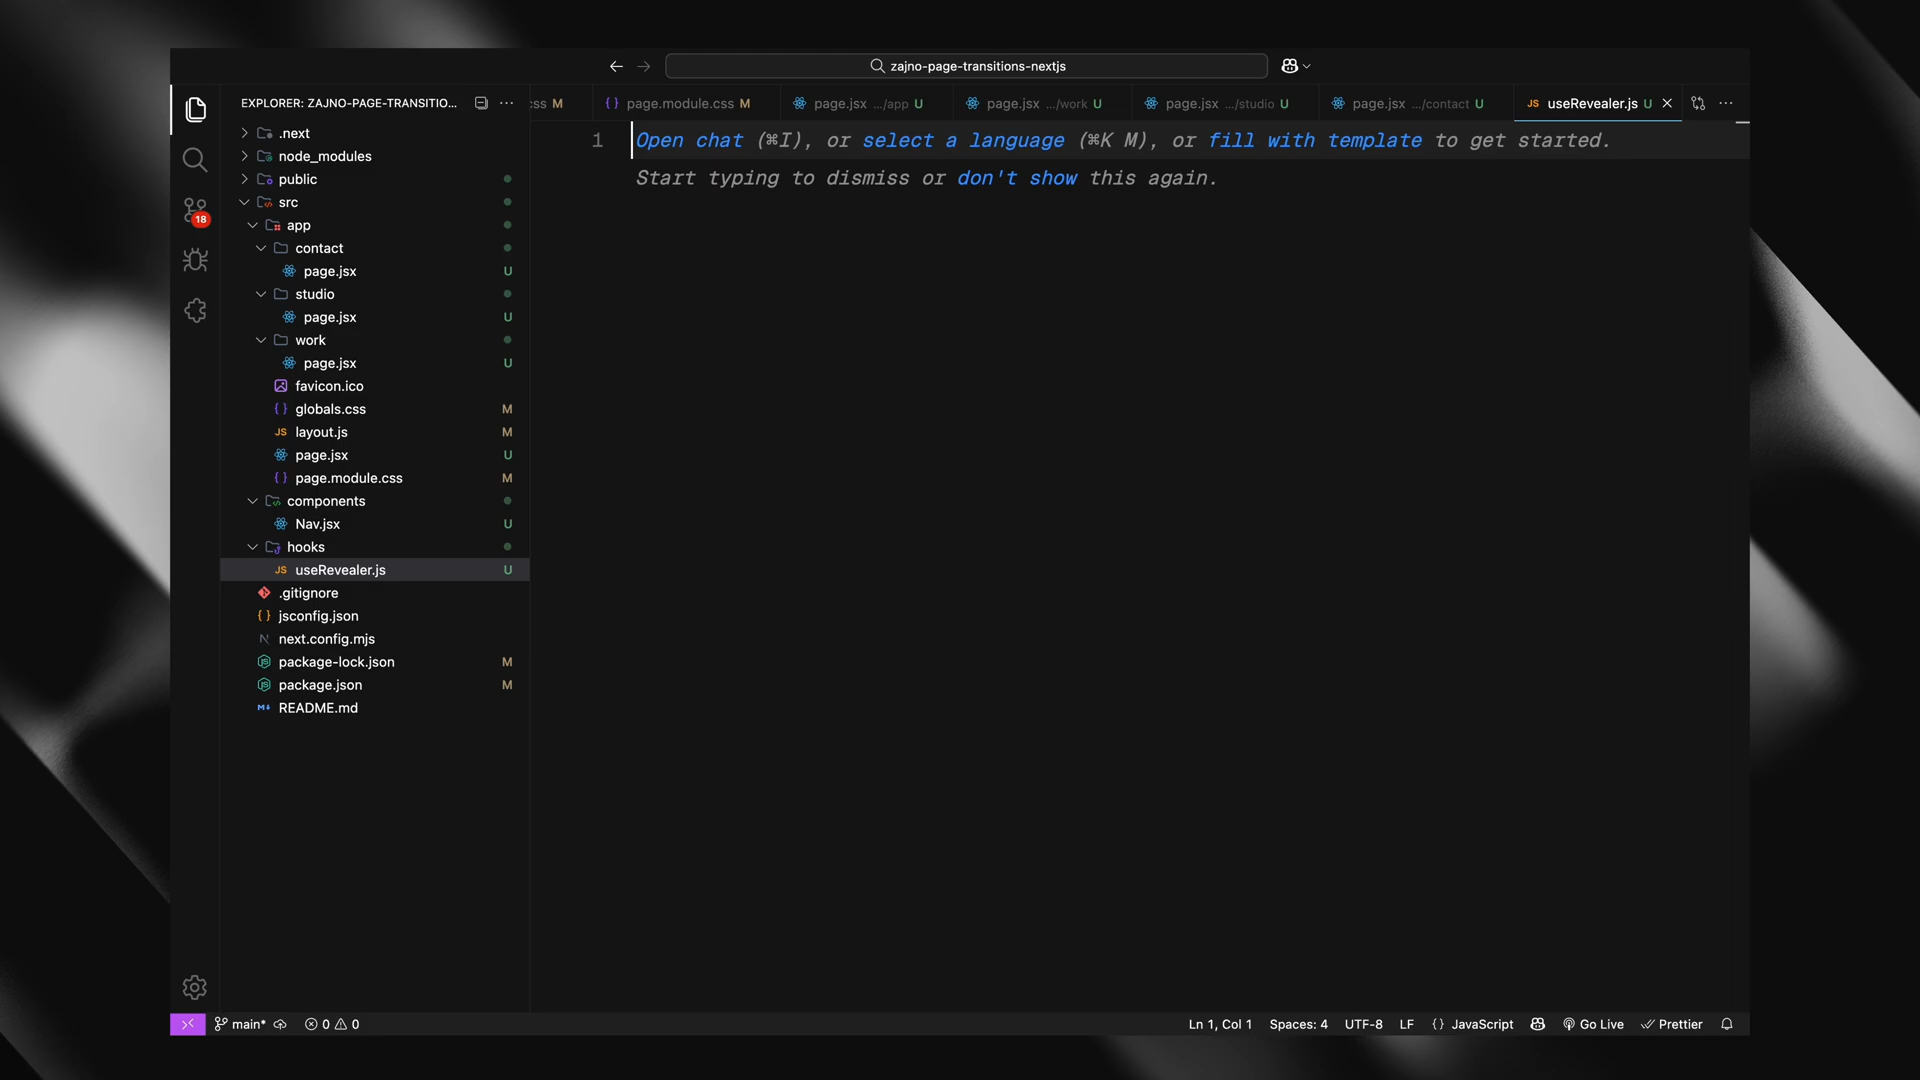 zajno-page-transitions-nextjs
EXPLORER: ZAJNO-PAGE-TRANSITIO...
ss M
page.module.css M
page.jsx .../app U
page.jsx .../work U
page.jsx .../studio U
page.jsx .../contact U
JS useRevealer.js U
.next
node_modules
public
src
app
contact
page.jsx U
studio
page.jsx U
work
page.jsx U
favicon.ico
{ } globals.css M
JS layout.js M
page.jsx U
{ } page.module.css M
components
Nav.jsx U
hooks
JS useRevealer.js U
.gitignore
{ } jsconfig.json
N next.config.mjs
package-lock.json M
package.json M
M↓ README.md
18
1 Open chat (⌘I), or select a language (⌘K M), or fill with template to get started.
Start typing to dismiss or don't show this again.
main* 0 0
Ln 1, Col 1 Spaces: 4 UTF-8 LF { } JavaScript Go Live Prettier